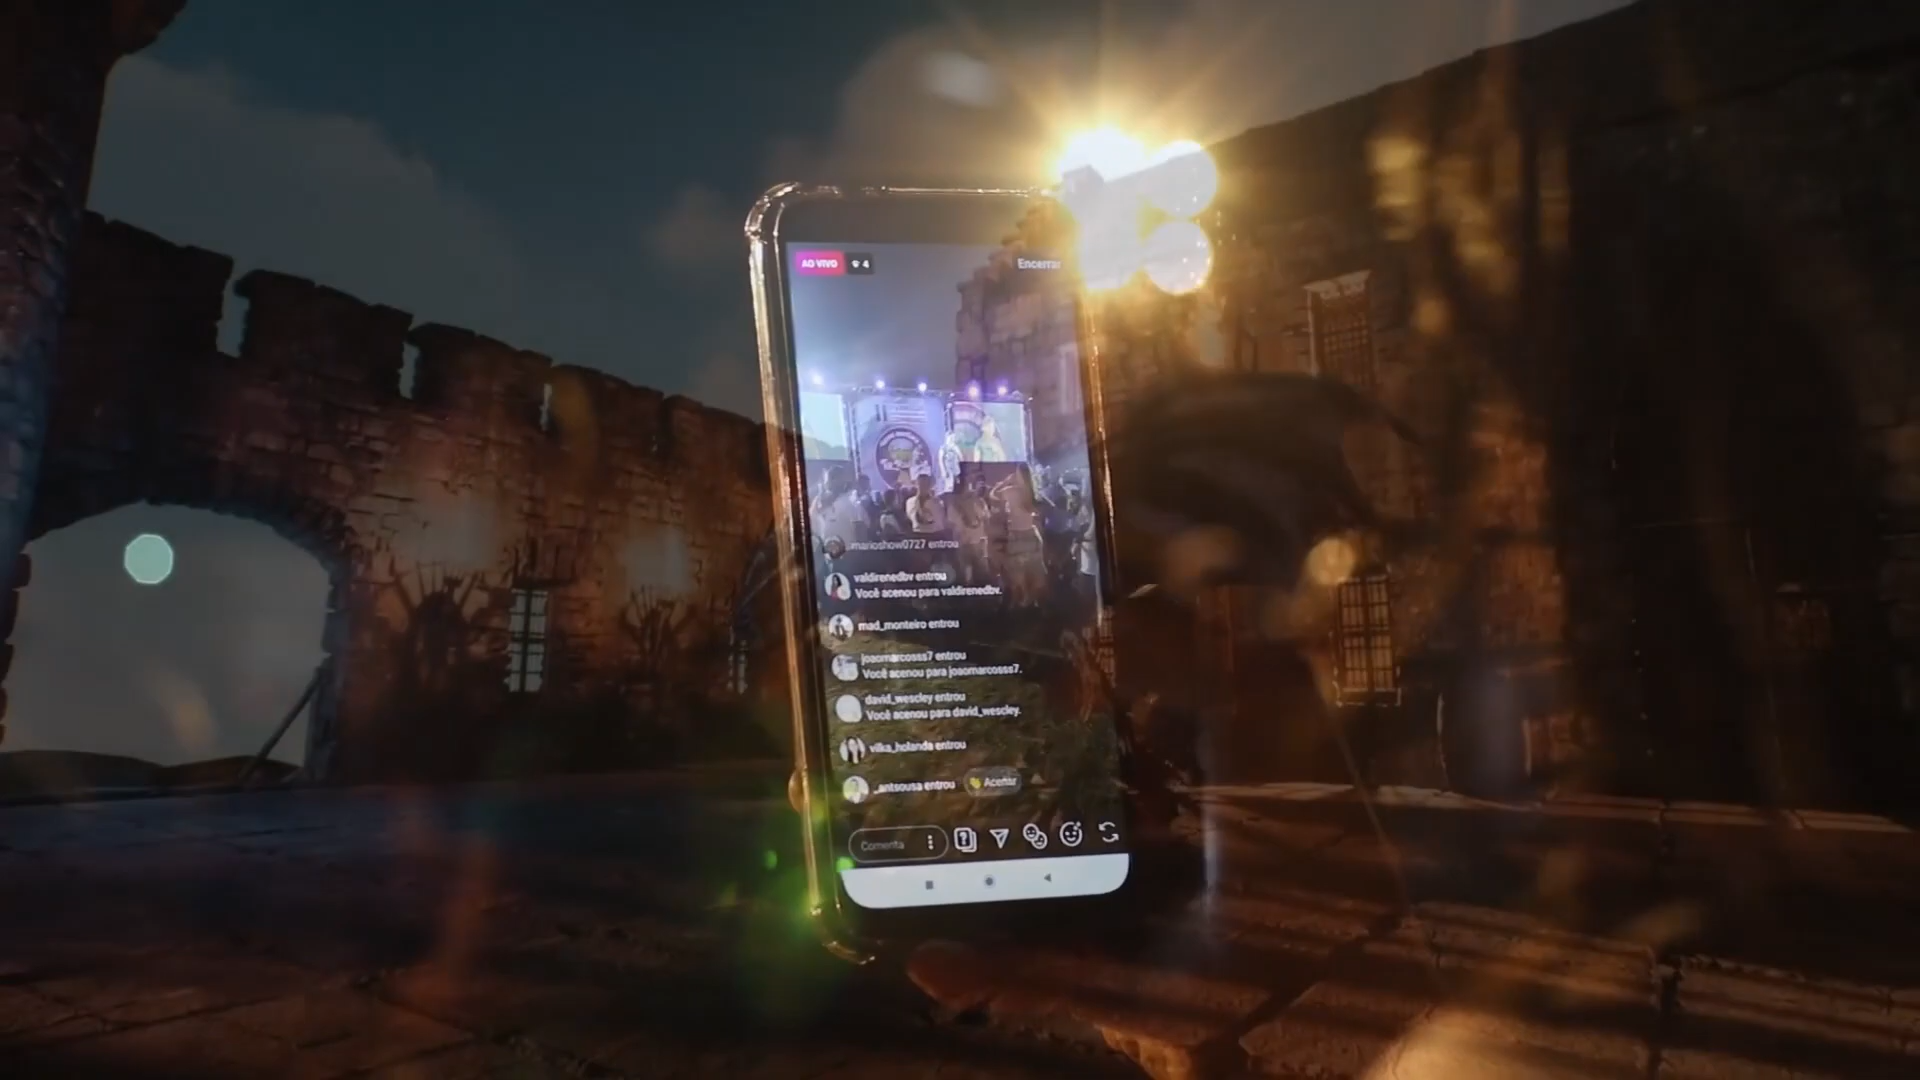 AO VIVO
4
Encerrar
marioshow0727 entrou
valdirenedbv entrou
Você acenou para valdirenedbv.
mad_monteiro entrou
joaomarcosss7 entrou
Você acenou para joaomarcosss7.
david_wescley entrou
Você acenou para david_wescley.
vilka_holanda entrou
_antsousa entrou
Acenar
Comenta